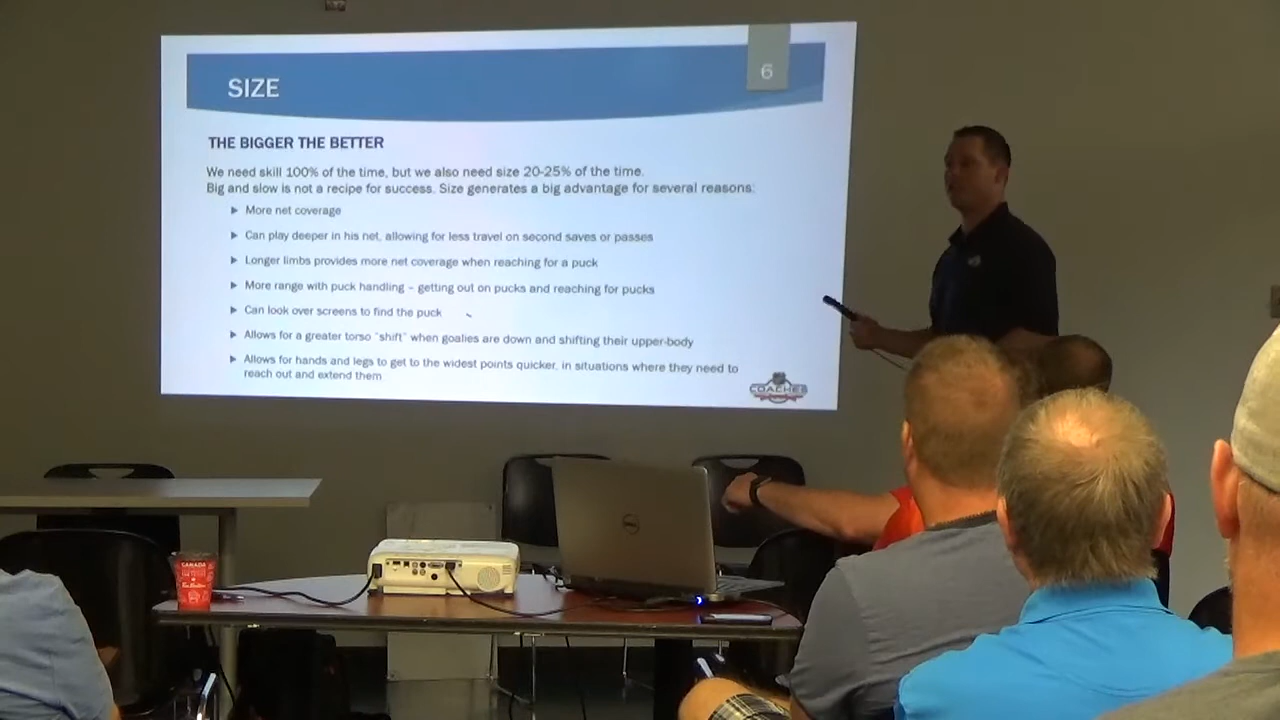 6
SIZE
THE BIGGER THE BETTER
We need skill 100% of the time, but we also need size 20-25% of the time.
Big and slow is not a recipe for success. Size generates a big advantage for several reasons:
More net coverage
Can play deeper in his net, allowing for less travel on second saves or passes
Longer limbs provides more net coverage when reaching for a puck
More range with puck handling – getting out on pucks and reaching for pucks
Can look over screens to find the puck
Allows for a greater torso "shift" when goalies are down and shifting their upper-body
Allows for hands and legs to get to the widest points quicker, in situations where they need to
reach out and extend them
COACHES
DELL
CANADA
Tim Hortons